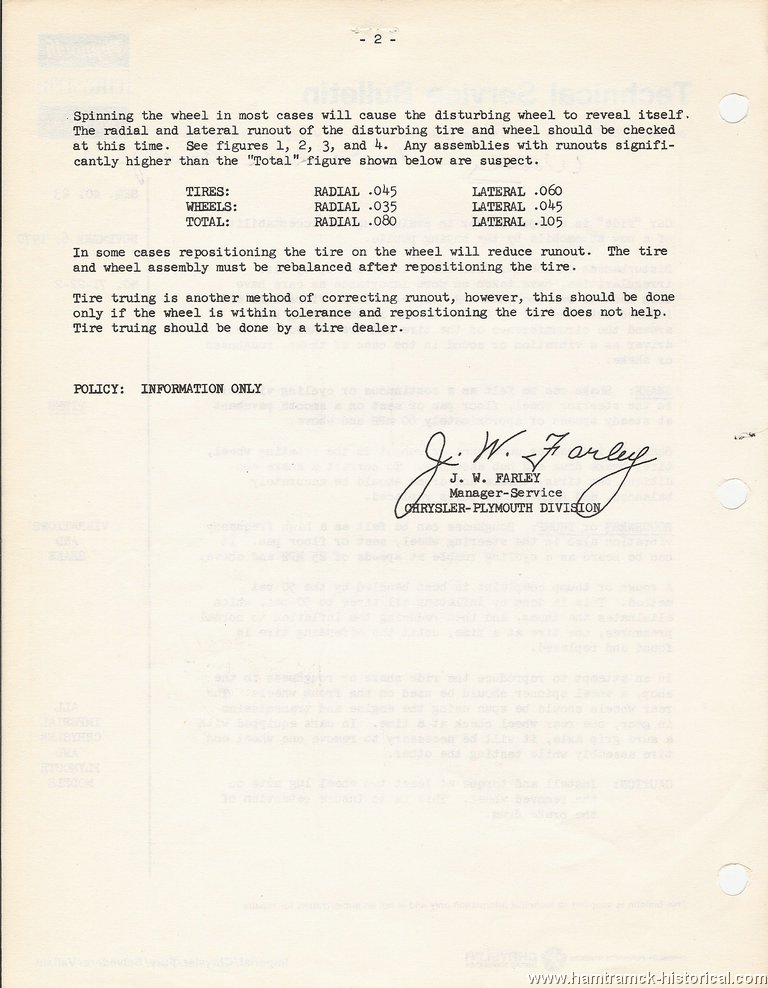 - 2 -
Spinning the wheel in most cases will cause the disturbing wheel to reveal itself.
The radial and lateral runout of the disturbing tire and wheel should be checked
at this time.  See figures 1, 2, 3, and 4.  Any assemblies with runouts signifi-
cantly higher than the "Total" figure shown below are suspect.
TIRES: RADIAL .045 LATERAL .060
WHEELS: RADIAL .035 LATERAL .045
TOTAL: RADIAL .080 LATERAL .105
In some cases repositioning the tire on the wheel will reduce runout.  The tire
and wheel assembly must be rebalanced after repositioning the tire.
Tire truing is another method of correcting runout, however, this should be done
only if the wheel is within tolerance and repositioning the tire does not help.
Tire truing should be done by a tire dealer.
POLICY:  INFORMATION ONLY
J. W. Farley
J. W. FARLEY
Manager-Service
CHRYSLER-PLYMOUTH DIVISION
www.hamtramck-historical.com